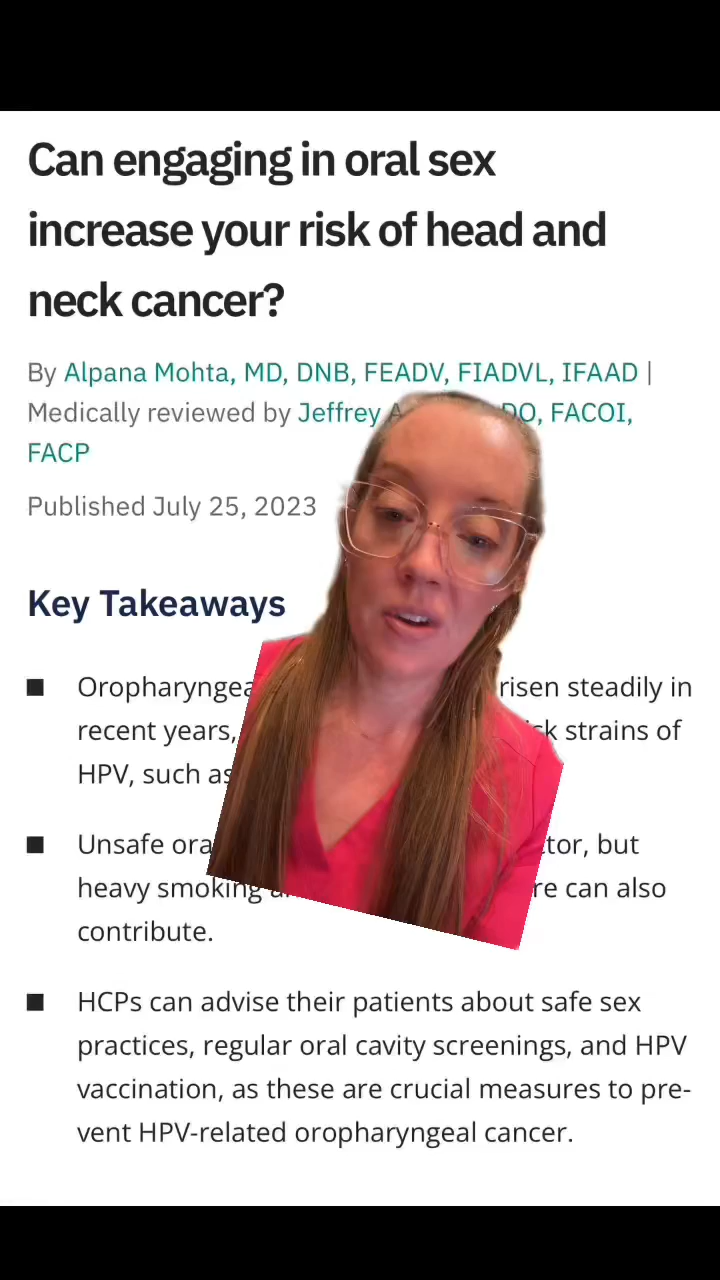 Can engaging in oral sex
increase your risk of head and
neck cancer?
By Alpana Mohta, MD, DNB, FEADV, FIADVL, IFAAD |
Medically reviewed by Jeffrey DO, FACOI,
FACP
Published July 25, 2023
Key Takeaways
risen steadily in
recent years, strains of
HPV, such as
Unsafe but
heavy smoking can also
contribute.
HCPs can advise their patients about safe sex
practices, regular oral cavity screenings, and HPV
vaccination, as these are crucial measures to pre-
vent HPV-related oropharyngeal cancer.